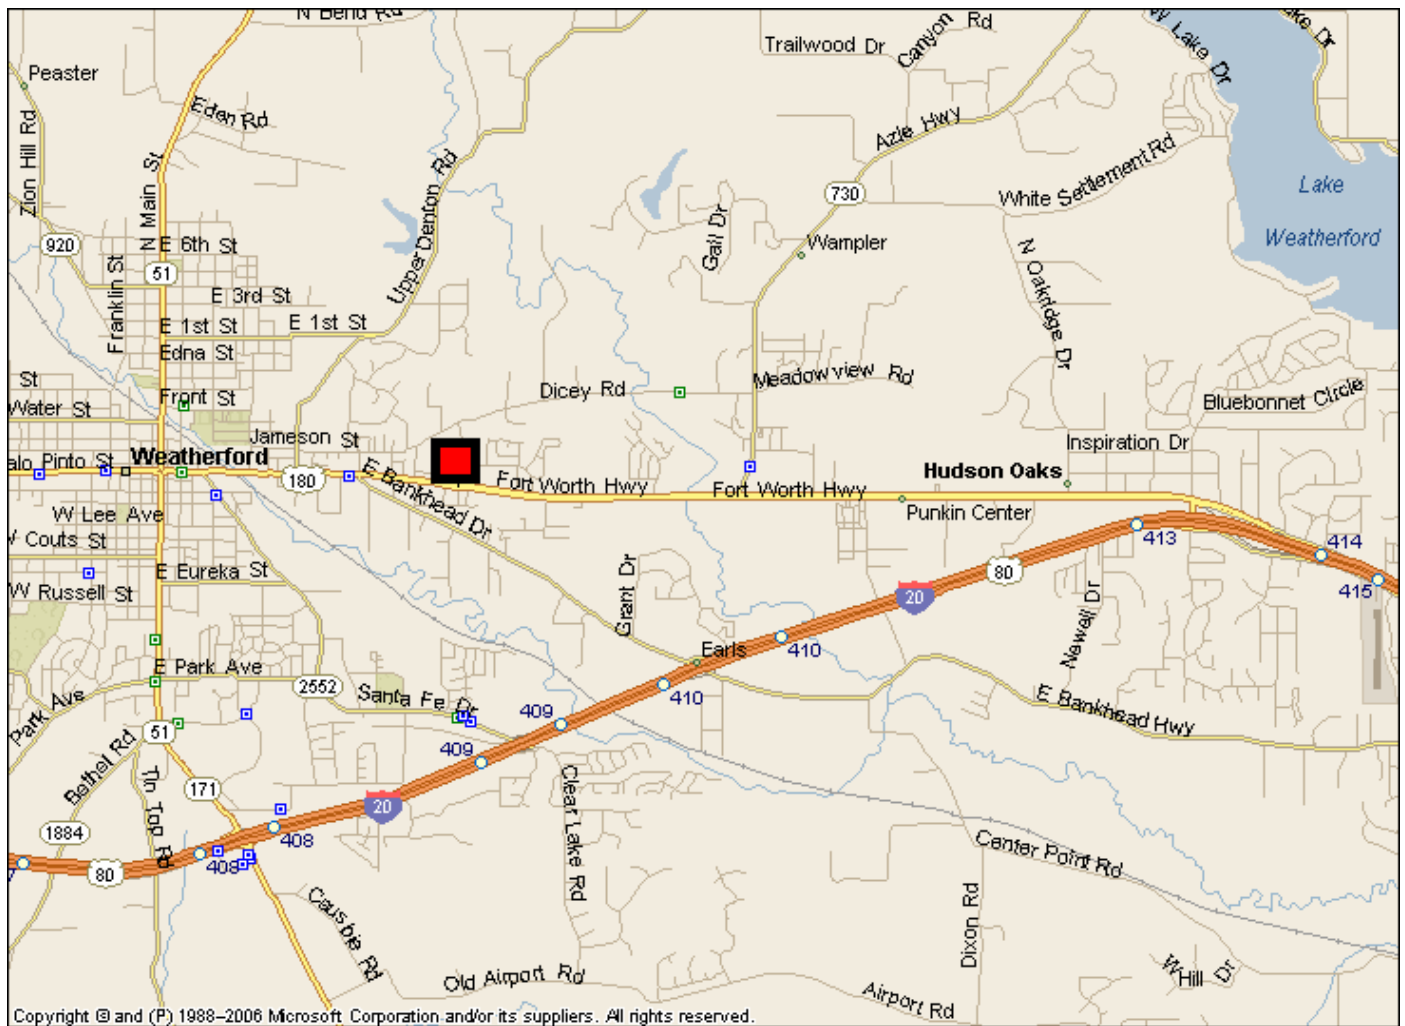 N Bend Rd
Trailwood Dr
Canyon Rd
W Lake Dr
Lake Dr
Peaster
Eden Rd
Azle Hwy
Zion Hill Rd
N Main St
Upper Denton Rd
White Settlement Rd
730
Lake
Weatherford
Gail Dr
Wampler
N Oakridge Dr
920
E 6th St
51
Franklin St
E 3rd St
E 1st St
E 1st St
Edna St
St
Front St
Water St
Dicey Rd
Meadowview Rd
Bluebonnet Circle
Jameson St
Inspiration Dr
alo Pinto St
Weatherford
180
E Bankhead Dr
Fort Worth Hwy
Fort Worth Hwy
Hudson Oaks
Punkin Center
W Lee Ave
413
414
W Couts St
E Eureka St
80
20
415
W Russell St
Grant Dr
Newell Dr
Earls
410
410
E Park Ave
2552
Santa Fe Dr
E Bankhead Hwy
Park Ave
409
409
51
Bethel Rd
Tin Top Rd
171
20
Clear Lake Rd
1884
408
408
80
7
Center Point Rd
Causbie Rd
Dixon Rd
Old Airport Rd
Airport Rd
W Hill Dr
Copyright © and (P) 1988–2006 Microsoft Corporation and/or its suppliers. All rights reserved.